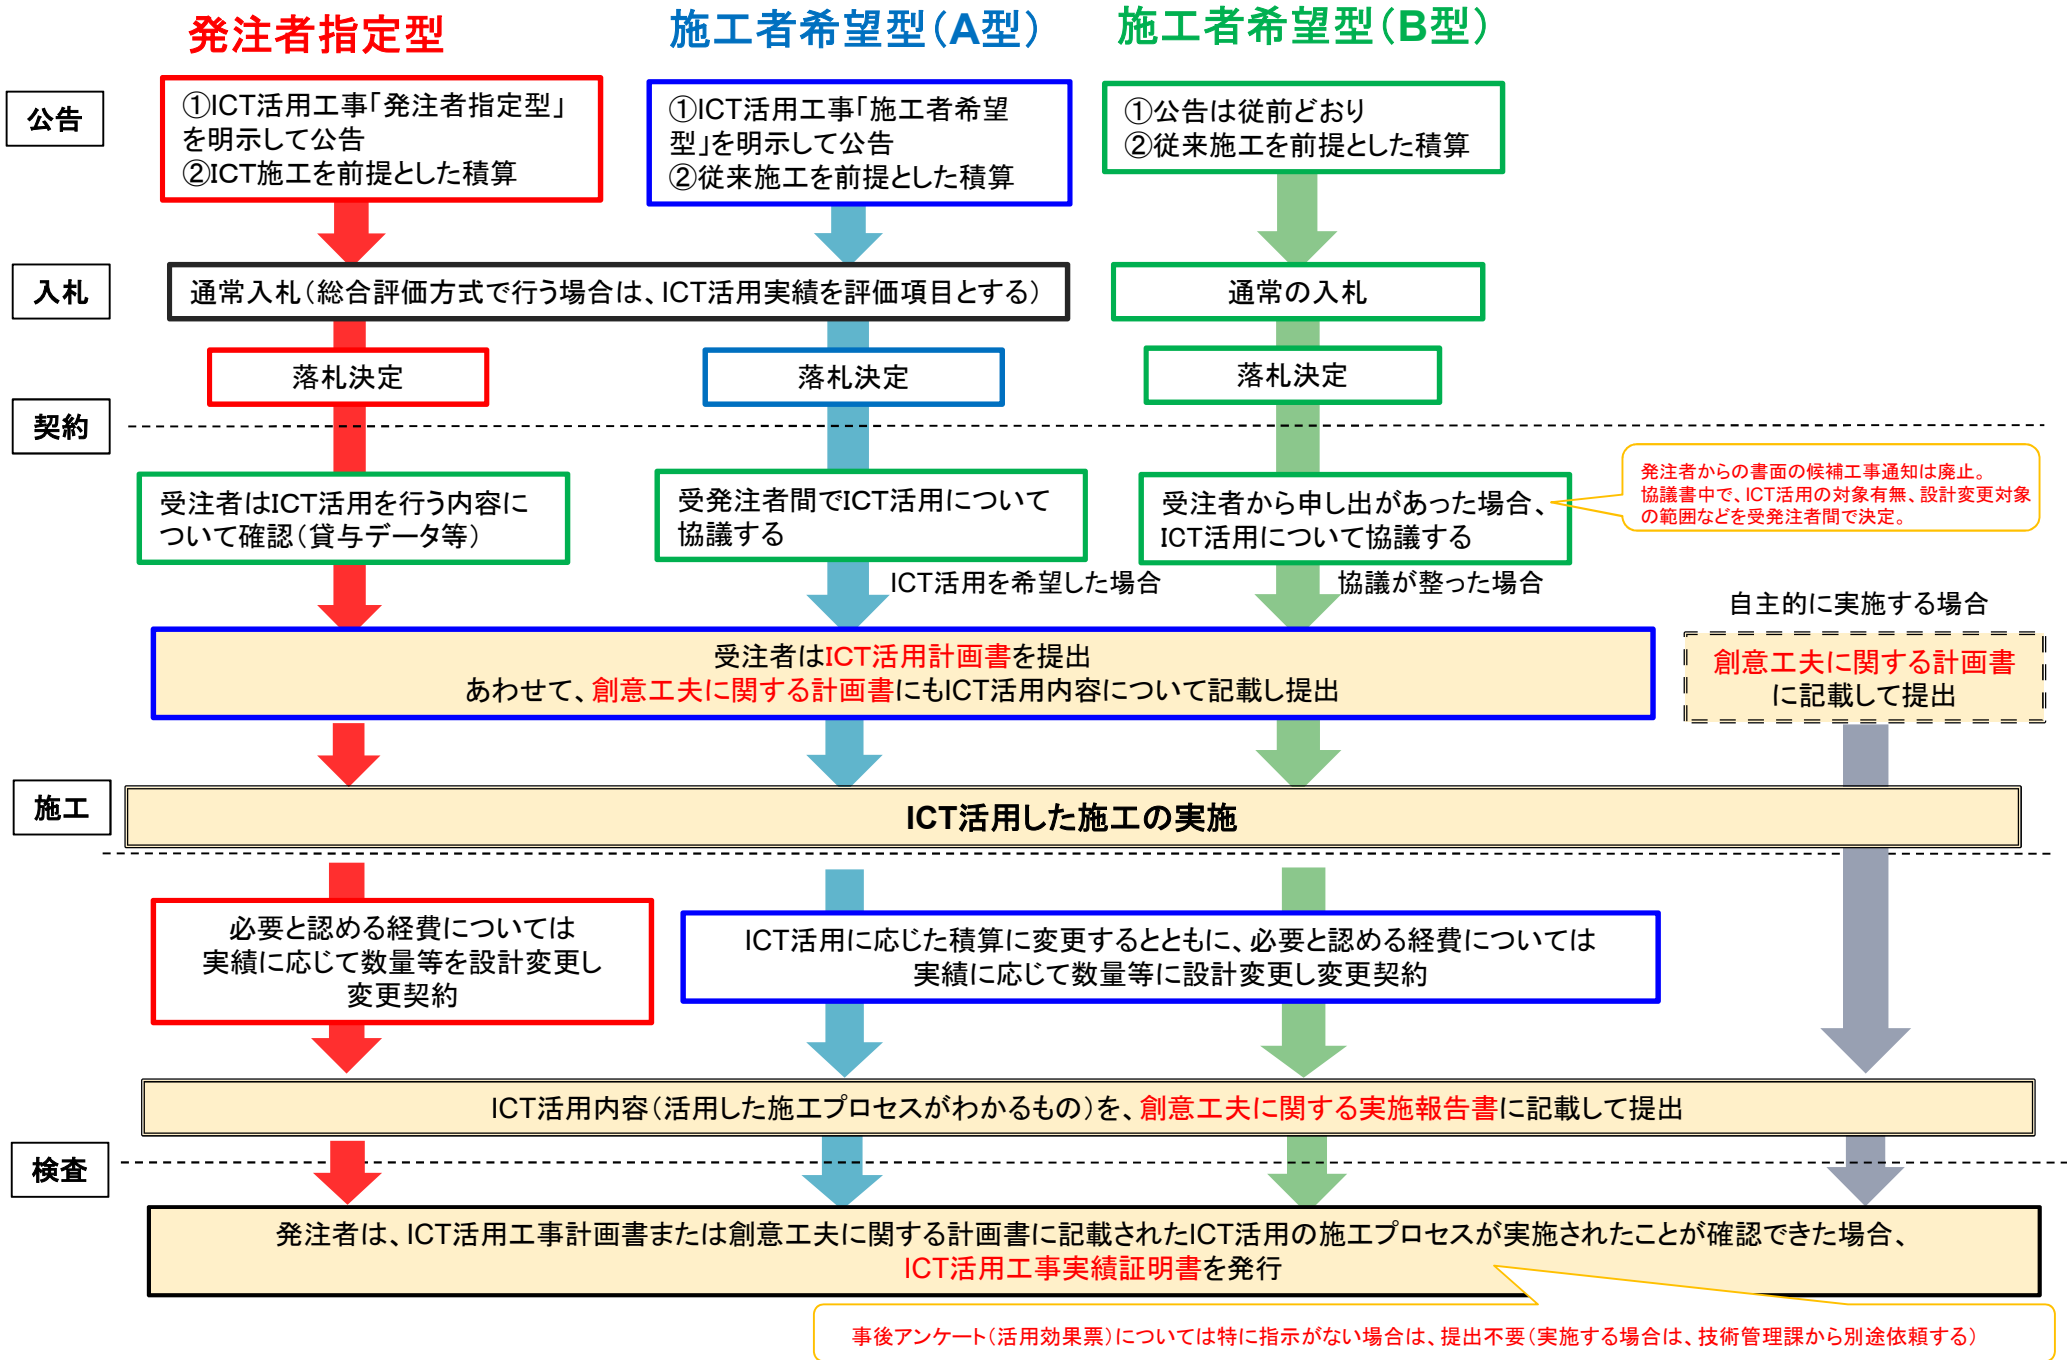 発注者指定型
施工者希望型(A型)
施工者希望型(B型)
公告
①ICT活用工事「発注者指定型」
を明示して公告
②ICT施工を前提とした積算
①ICT活用工事「施工者希望
型」を明示して公告
②従来施工を前提とした積算
①公告は従前どおり
②従来施工を前提とした積算
入札
通常入札(総合評価方式で行う場合は、ICT活用実績を評価項目とする)
通常の入札
落札決定
落札決定
落札決定
契約
受注者はICT活用を行う内容に
ついて確認(貸与データ等)
受発注者間でICT活用について
協議する
受注者から申し出があった場合、
ICT活用について協議する
発注者からの書面の候補工事通知は廃止。
協議書中で、ICT活用の対象有無、設計変更対象
の範囲などを受発注者間で決定。
ICT活用を希望した場合
協議が整った場合
自主的に実施する場合
受注者はICT活用計画書を提出
あわせて、創意工夫に関する計画書にもICT活用内容について記載し提出
創意工夫に関する計画書
に記載して提出
施工
ICT活用した施工の実施
必要と認める経費については
実績に応じて数量等を設計変更し
変更契約
ICT活用に応じた積算に変更するとともに、必要と認める経費については
実績に応じて数量等に設計変更し変更契約
ICT活用内容(活用した施工プロセスがわかるもの)を、創意工夫に関する実施報告書に記載して提出
検査
発注者は、ICT活用工事計画書または創意工夫に関する計画書に記載されたICT活用の施工プロセスが実施されたことが確認できた場合、
ICT活用工事実績証明書を発行
事後アンケート(活用効果票)については特に指示がない場合は、提出不要(実施する場合は、技術管理課から別途依頼する)